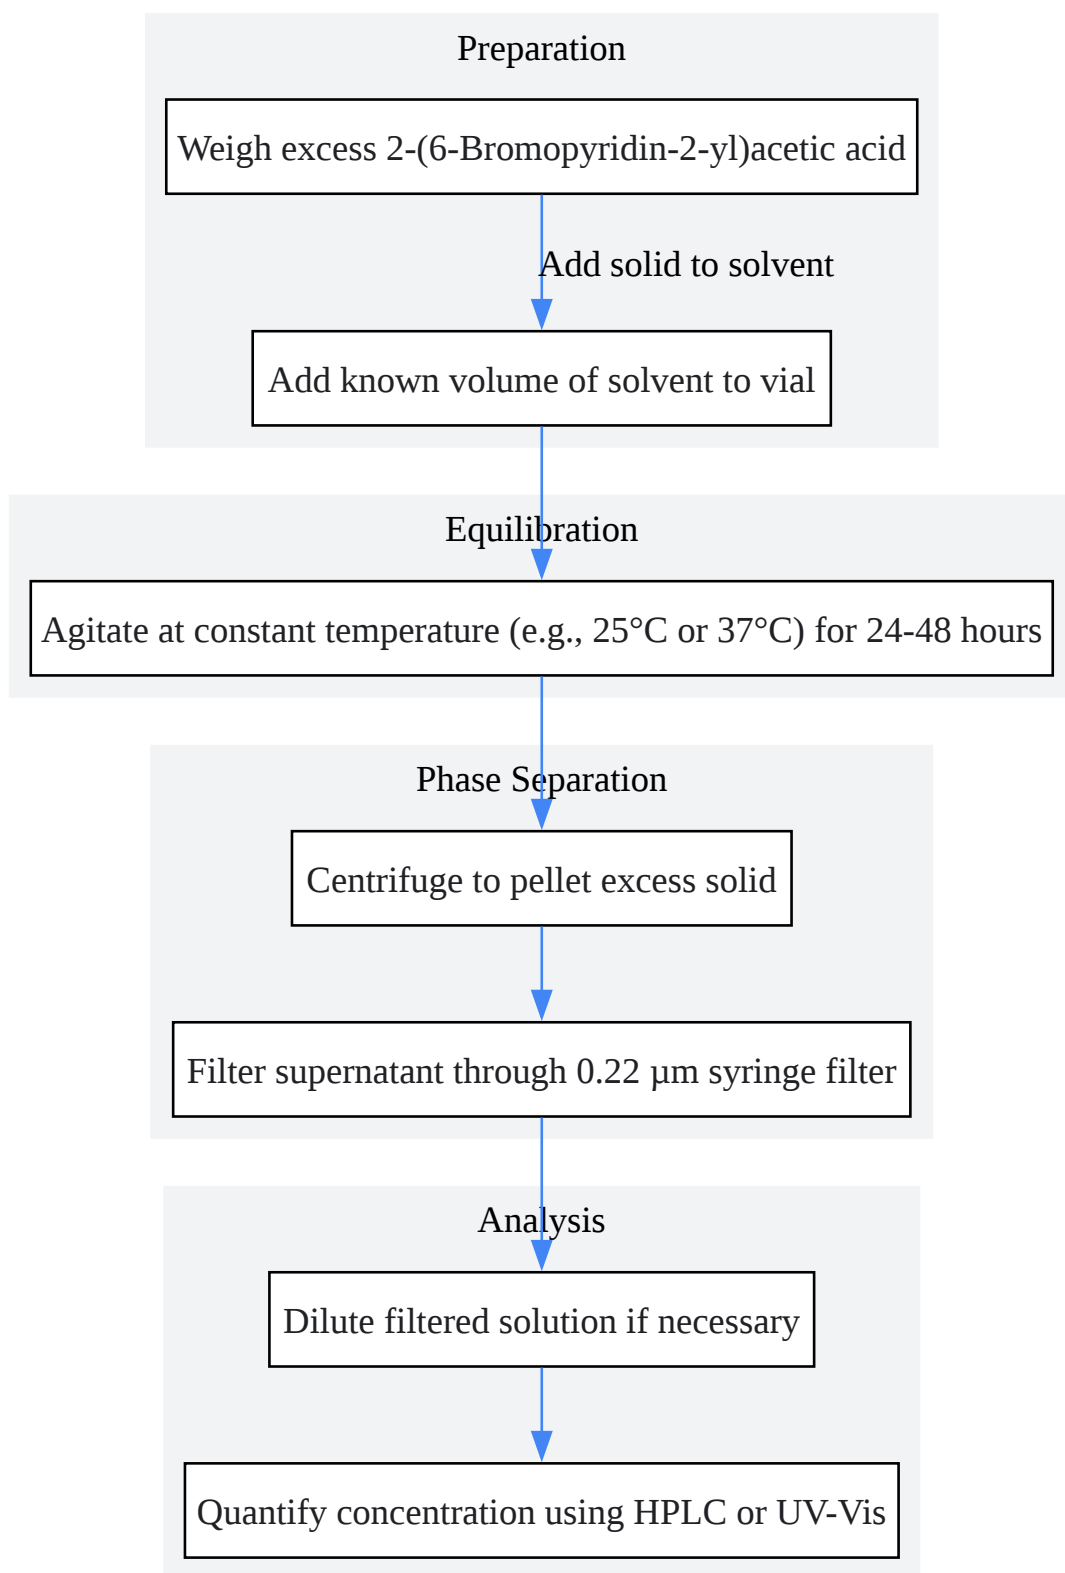 Preparation
Weigh excess 2-(6-Bromopyridin-2-yl)acetic acid
Add solid to solvent
Add known volume of solvent to vial
Equilibration
Agitate at constant temperature (e.g., 25°C or 37°C) for 24-48 hours
Phase Separation
Centrifuge to pellet excess solid
Filter supernatant through 0.22 µm syringe filter
Analysis
Dilute filtered solution if necessary
Quantify concentration using HPLC or UV-Vis